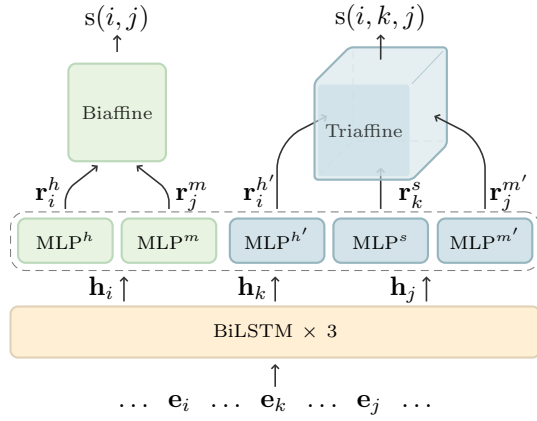 s(i, j) s(i, k, j)
Biaffine Triaffine
r_i^h r_j^m r_i^{h'} r_k^s r_j^{m'}
MLP^h MLP^m MLP^{h'} MLP^s MLP^{m'}
h_i h_k h_j
BiLSTM × 3
... e_i ... e_k ... e_j ...